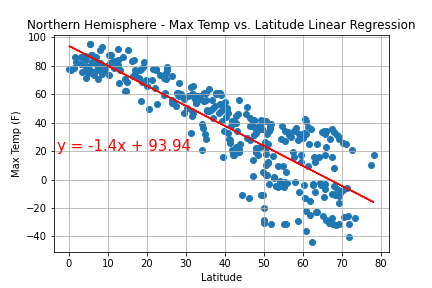 Northern Hemisphere - Max Temp vs. Latitude Linear Regression
100
80
60
40
20
0
−20
−40
Max Temp (F)
y = -1.4x + 93.94
0 10 20 30 40 50 60 70 80
Latitude